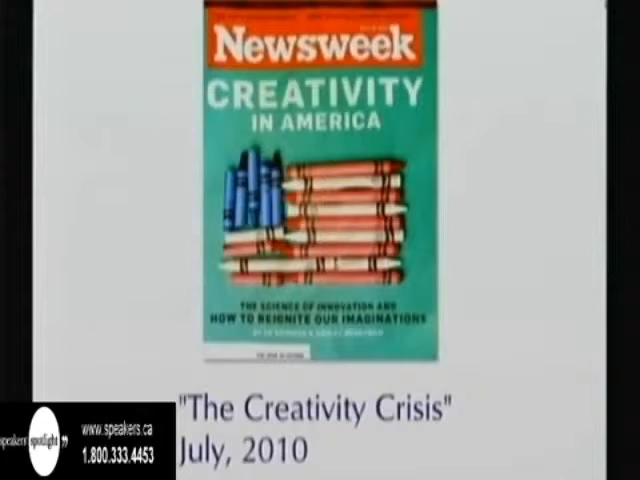 Newsweek
CREATIVITY
IN AMERICA
THE SCIENCE OF INNOVATION AND
HOW TO REIGNITE OUR IMAGINATIONS
"The Creativity Crisis"
July, 2010
speakers' spotlight
www.speakers.ca
1.800.333.4453